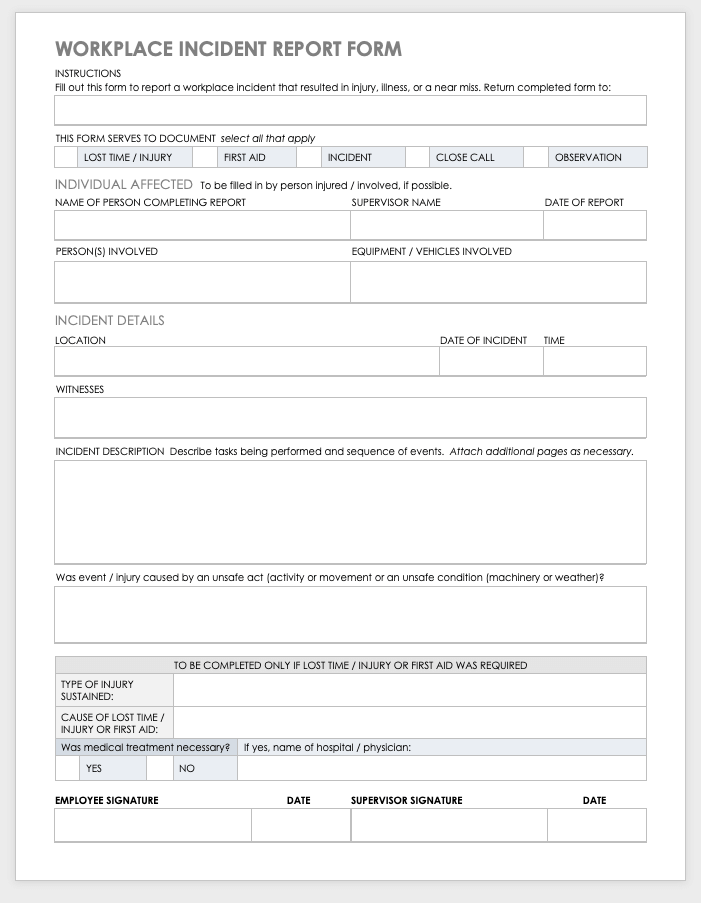 WORKPLACE INCIDENT REPORT FORM
INSTRUCTIONS
Fill out this form to report a workplace incident that resulted in injury, illness, or a near miss. Return completed form to:
THIS FORM SERVES TO DOCUMENT select all that apply
LOST TIME / INJURY FIRST AID INCIDENT CLOSE CALL OBSERVATION
INDIVIDUAL AFFECTED To be filled in by person injured / involved, if possible.
NAME OF PERSON COMPLETING REPORT SUPERVISOR NAME DATE OF REPORT
PERSON(S) INVOLVED EQUIPMENT / VEHICLES INVOLVED
INCIDENT DETAILS
LOCATION DATE OF INCIDENT TIME
WITNESSES
INCIDENT DESCRIPTION Describe tasks being performed and sequence of events. Attach additional pages as necessary.
Was event / injury caused by an unsafe act (activity or movement or an unsafe condition (machinery or weather)?
TO BE COMPLETED ONLY IF LOST TIME / INJURY OR FIRST AID WAS REQUIRED
TYPE OF INJURY
SUSTAINED:
CAUSE OF LOST TIME /
INJURY OR FIRST AID:
Was medical treatment necessary? If yes, name of hospital / physician:
YES NO
EMPLOYEE SIGNATURE DATE SUPERVISOR SIGNATURE DATE